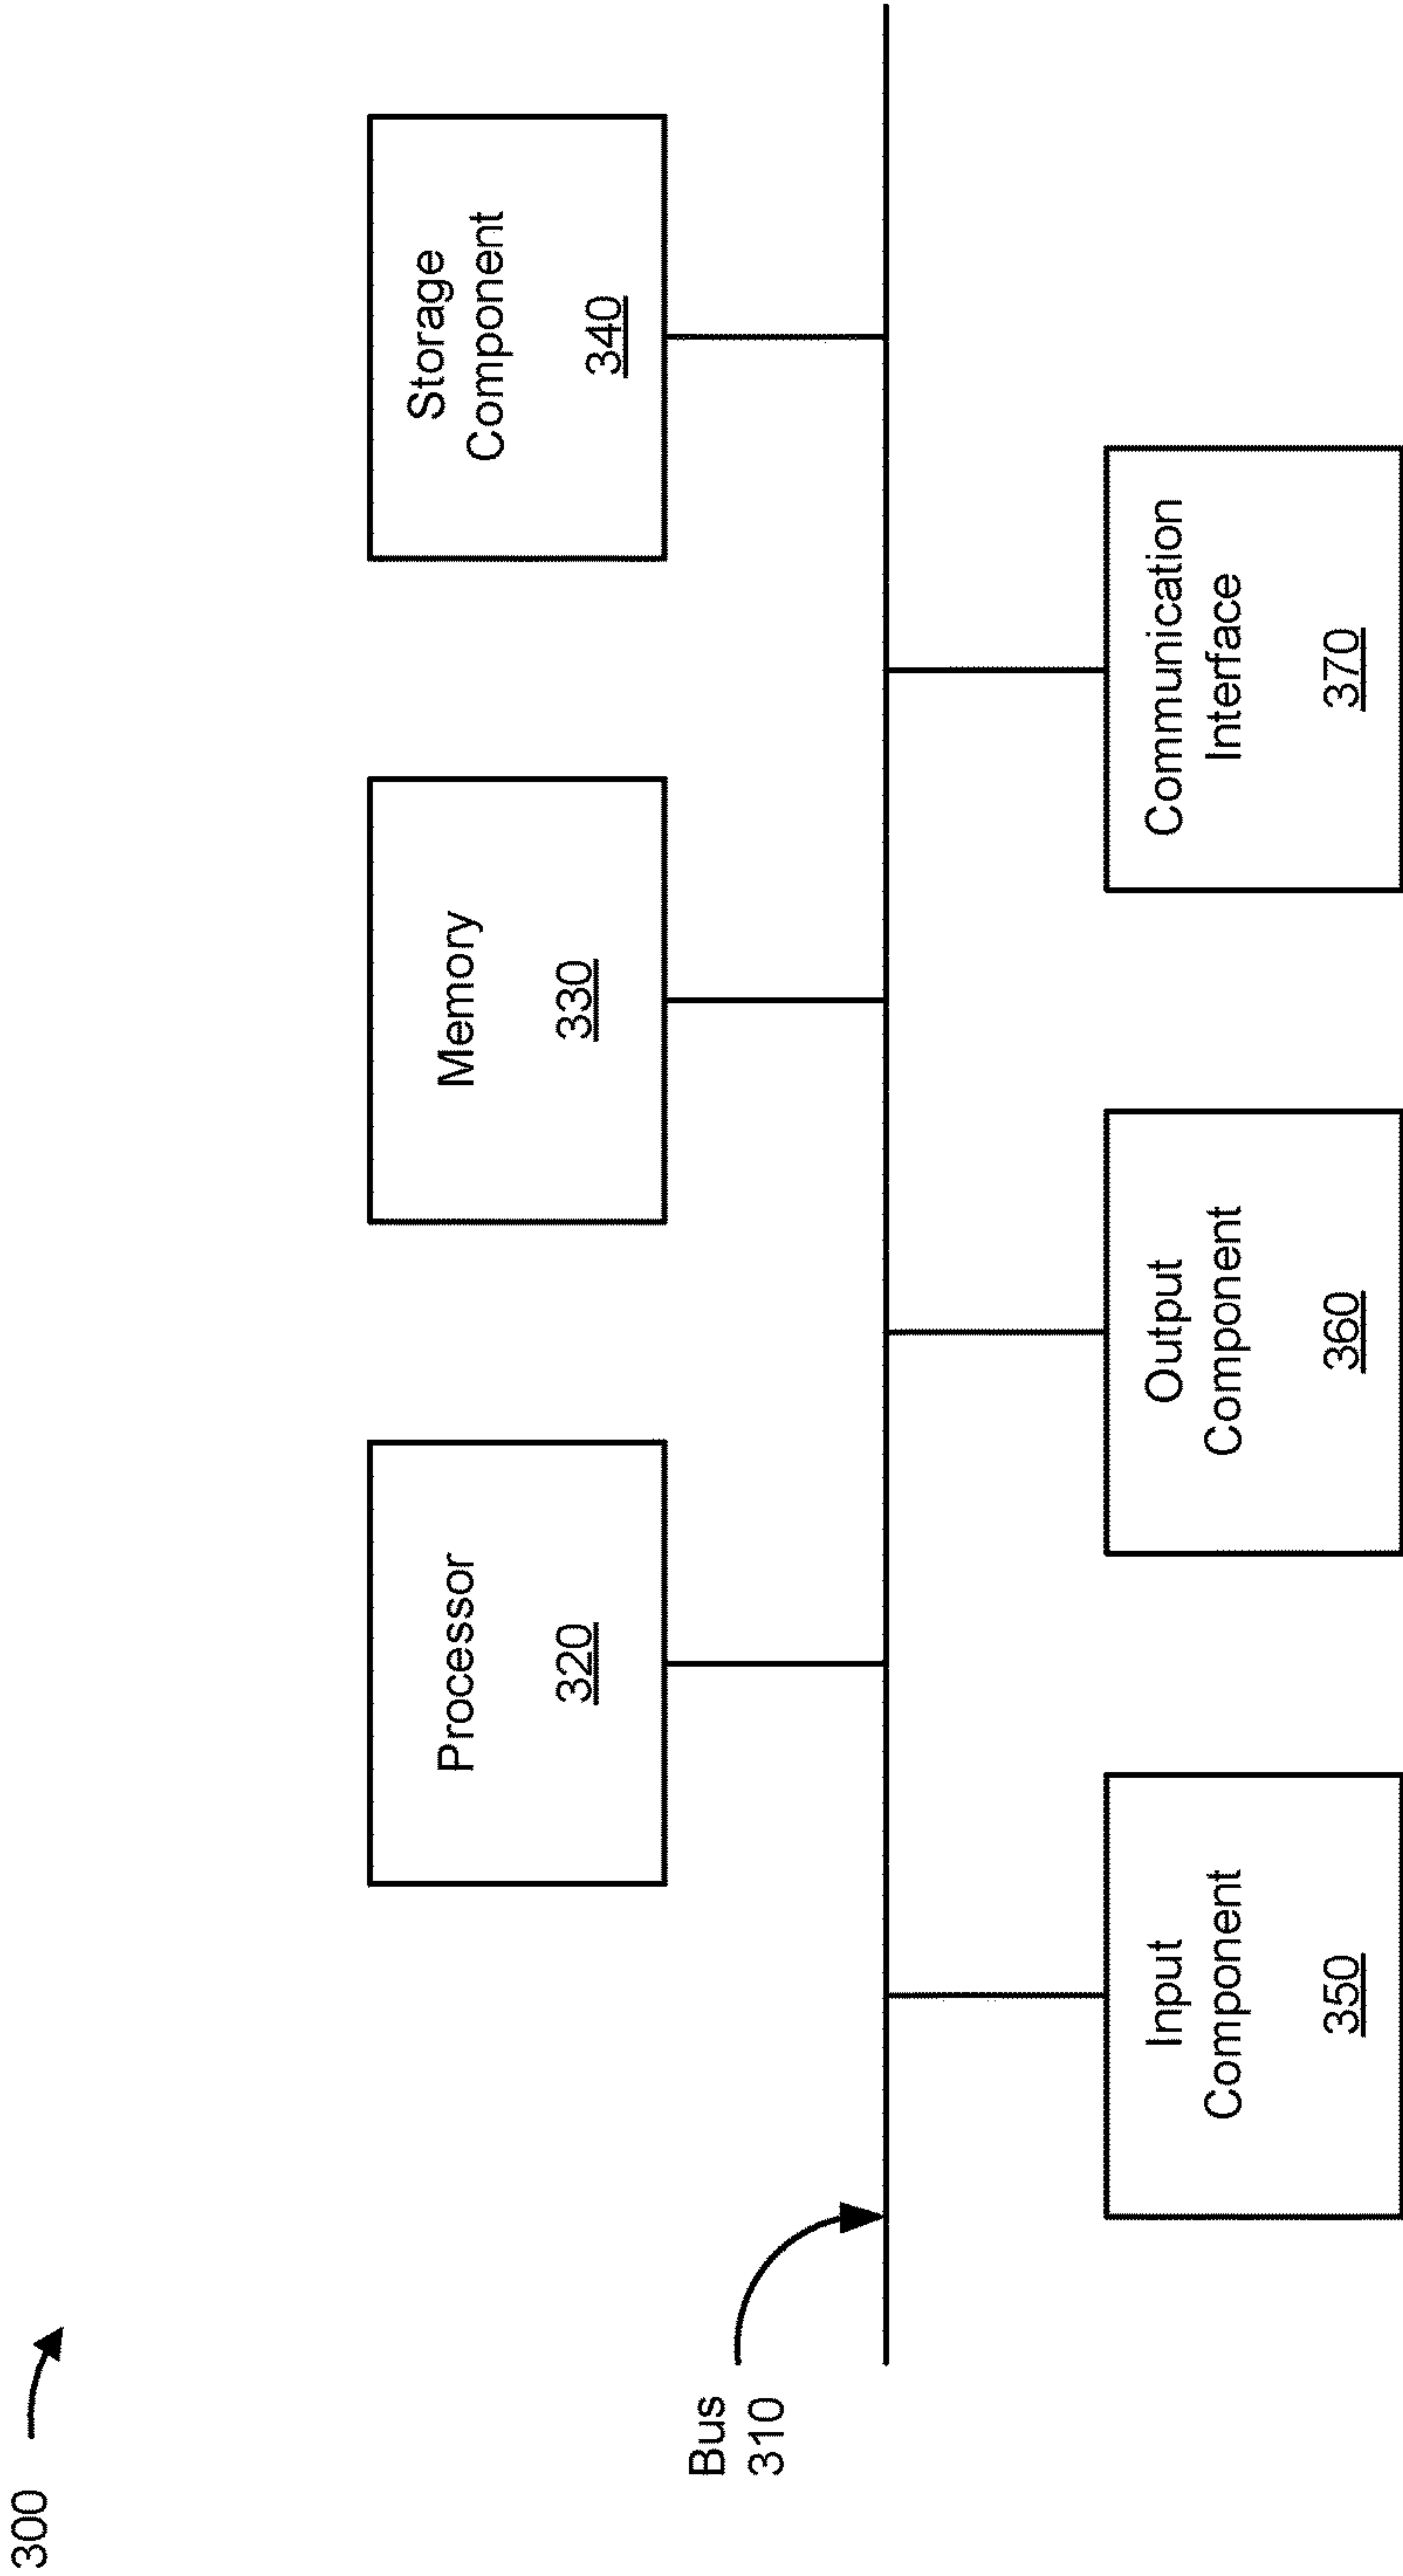 300
Bus
310
Processor
320
Memory
330
Storage
Component
340
Input
Component
350
Output
Component
360
Communication
Interface
370